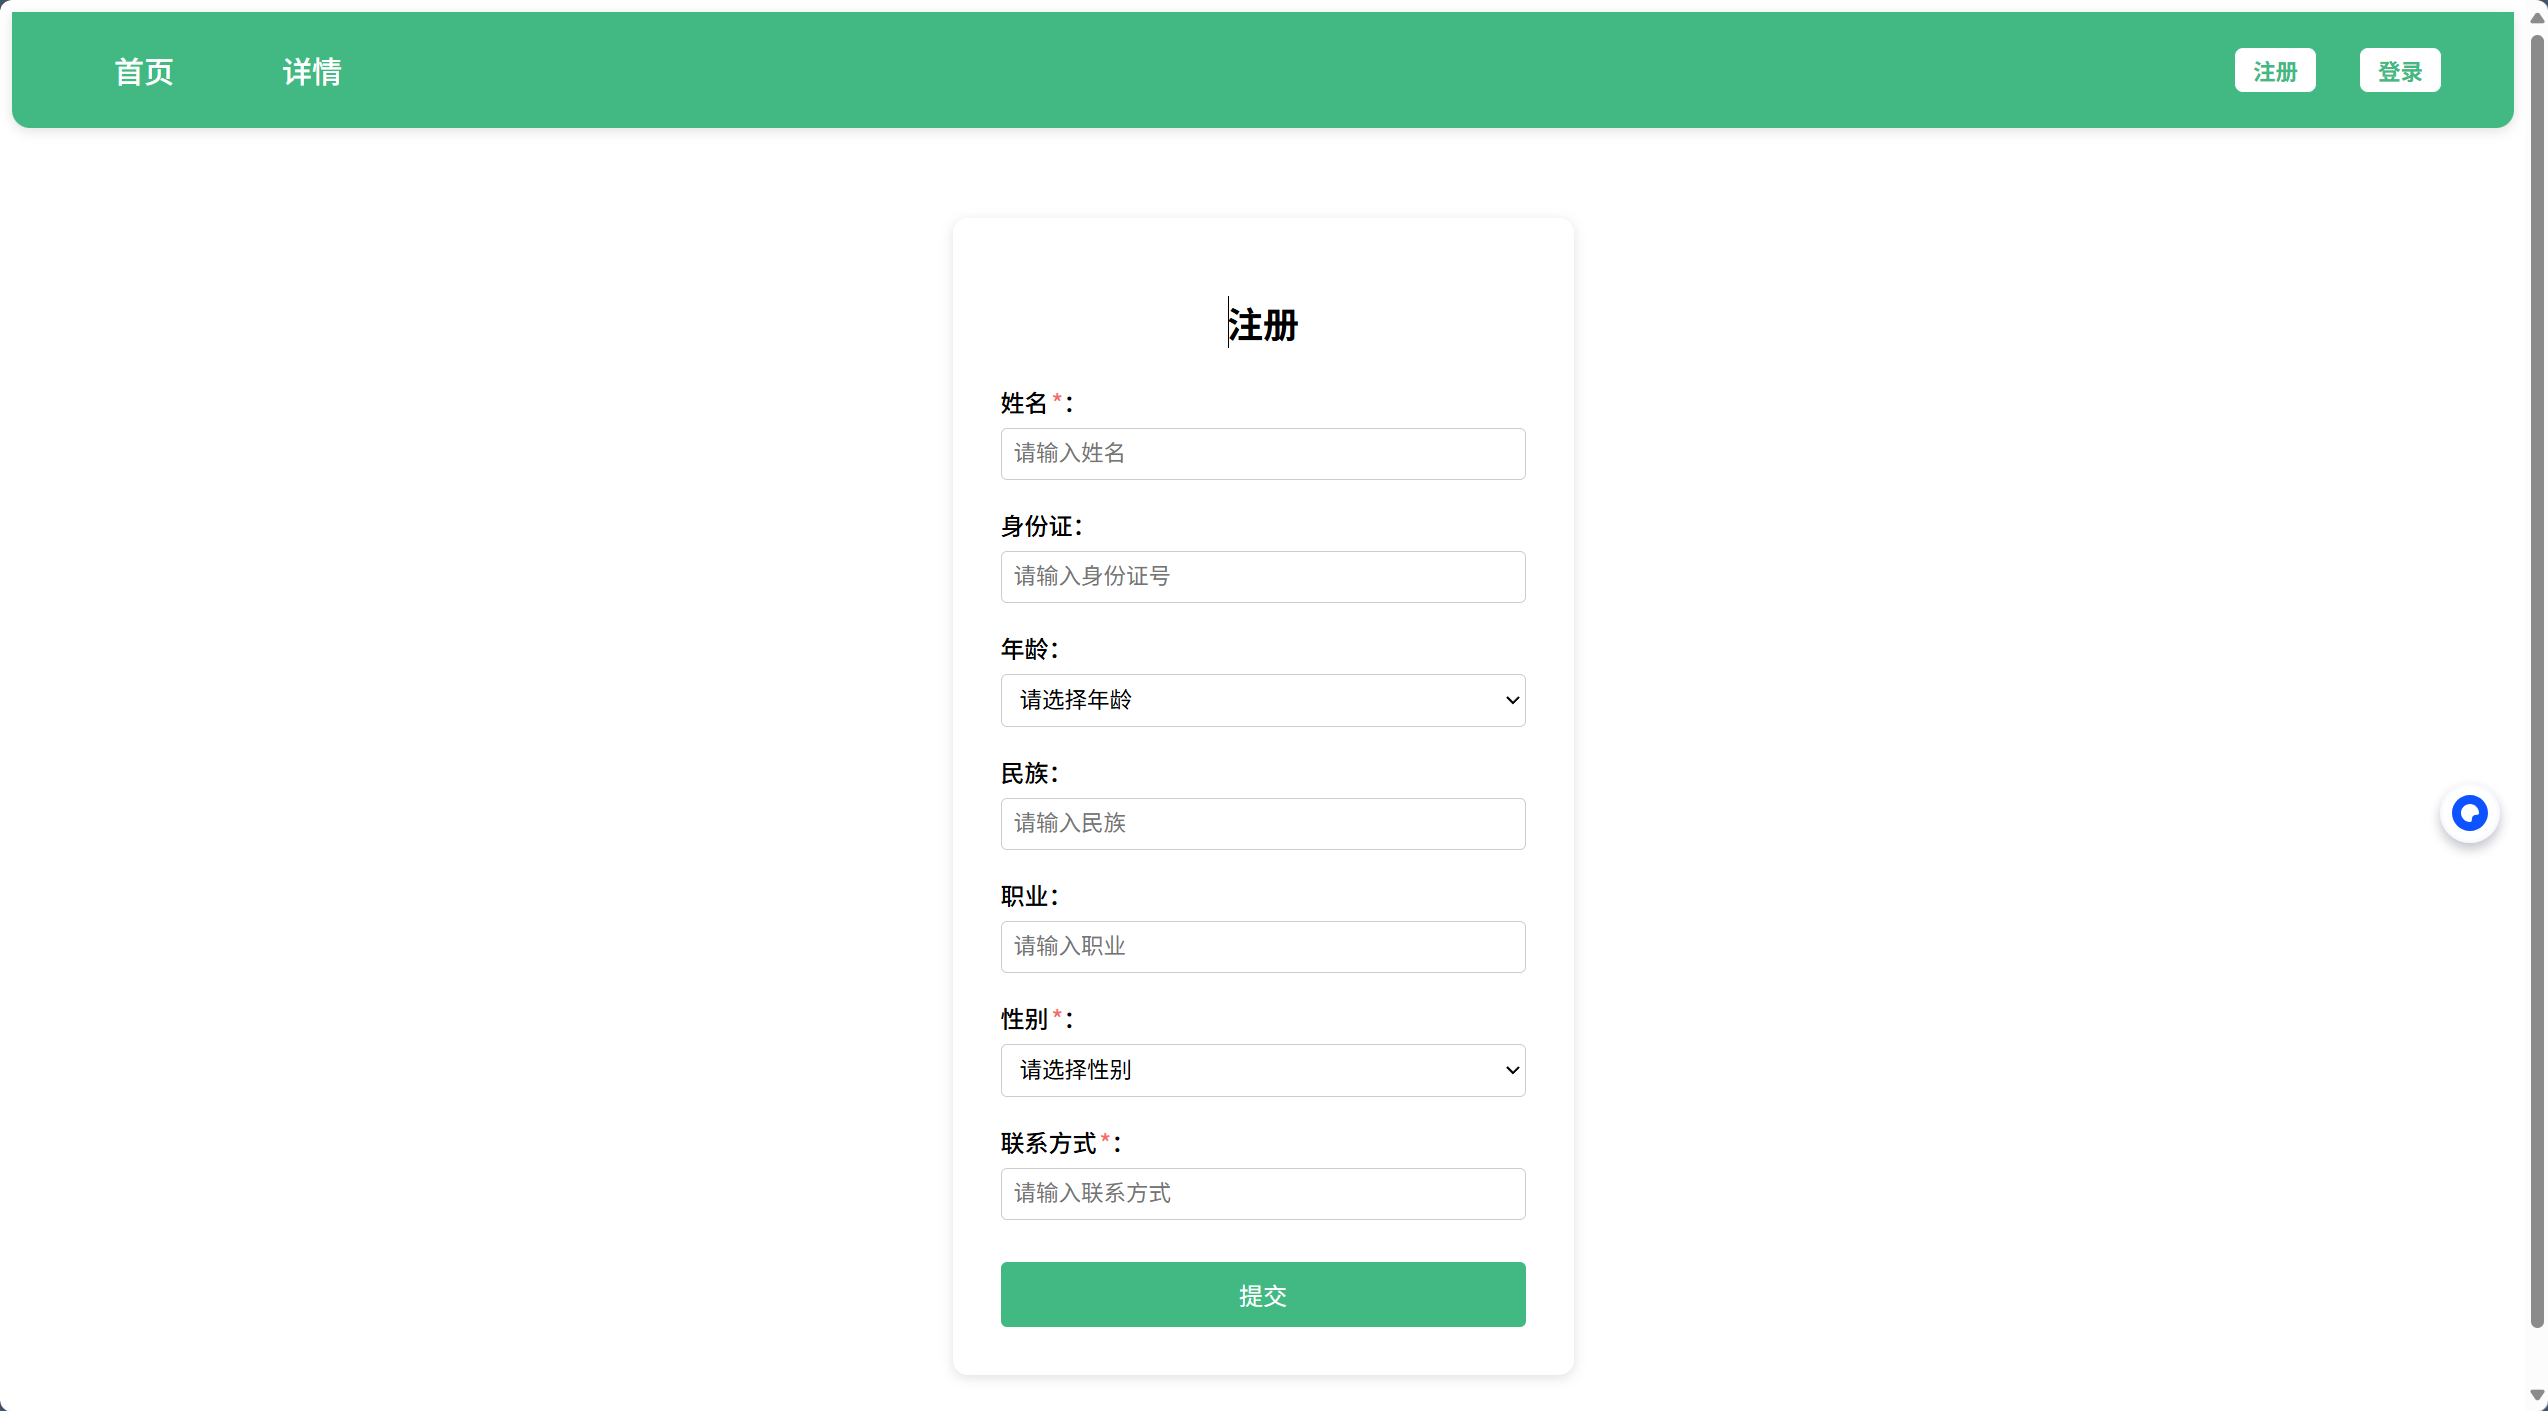 首页 详情 注册 登录
注册
姓名*：
请输入姓名
身份证：
请输入身份证号
年龄：
请选择年龄
民族：
请输入民族
职业：
请输入职业
性别*：
请选择性别
联系方式*：
请输入联系方式
提交